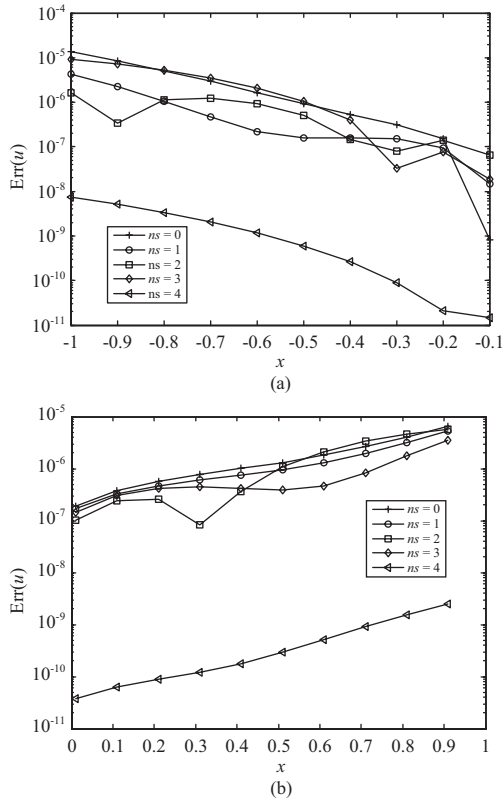 10^-4
10^-5
10^-6
10^-7
10^-8
10^-9
10^-10
10^-11
Err(u)
ns = 0
ns = 1
ns = 2
ns = 3
ns = 4
-1 -0.9 -0.8 -0.7 -0.6 -0.5 -0.4 -0.3 -0.2 -0.1
x
(a)
10^-5
10^-6
10^-7
10^-8
10^-9
10^-10
10^-11
Err(u)
ns = 0
ns = 1
ns = 2
ns = 3
ns = 4
0 0.1 0.2 0.3 0.4 0.5 0.6 0.7 0.8 0.9 1
x
(b)